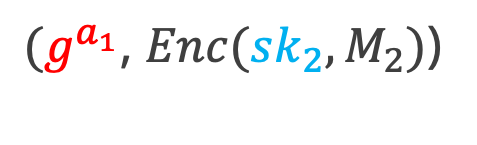 (g^{a_1}, Enc(sk_2, M_2))